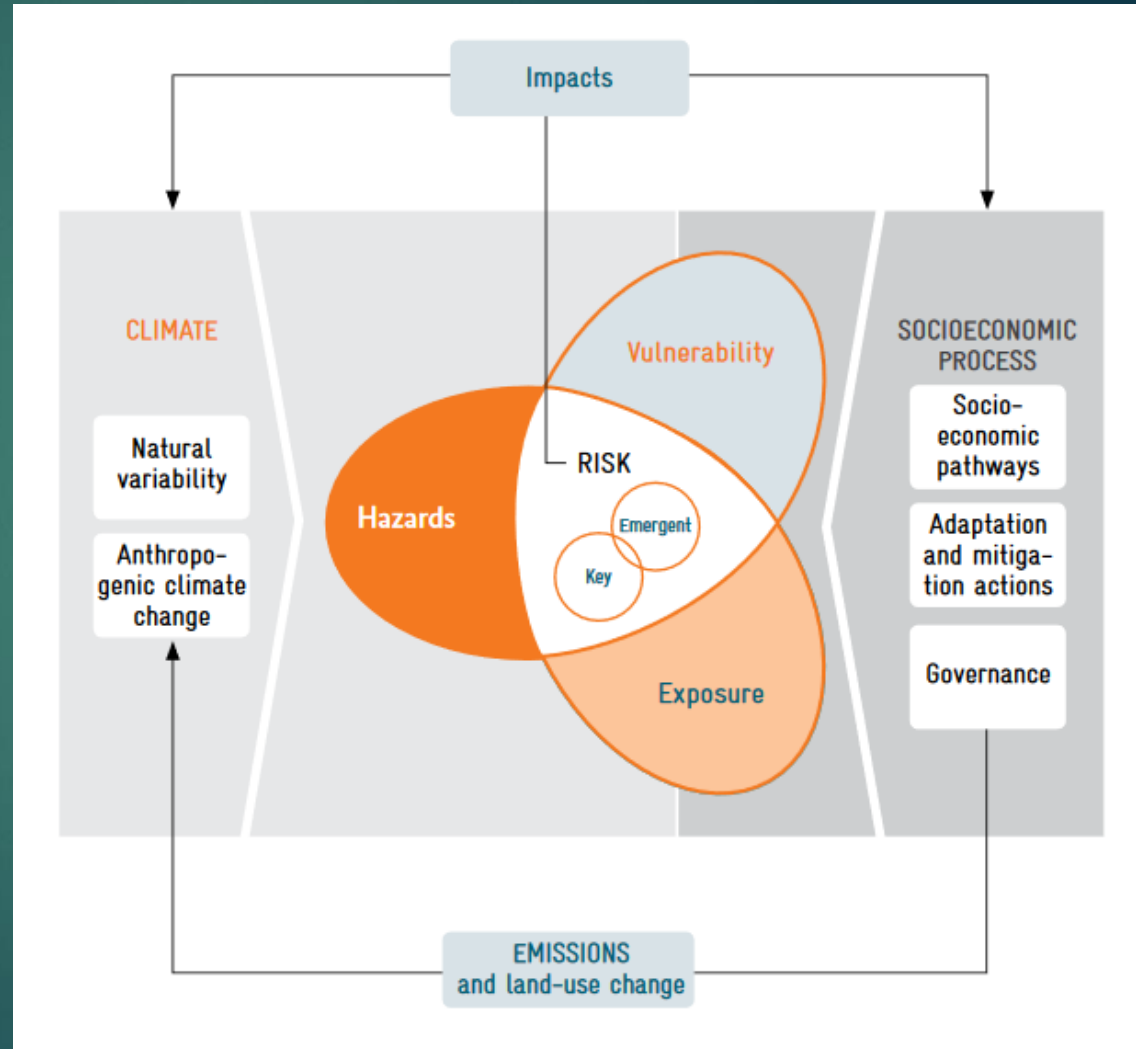 Impacts
CLIMATE
Natural
variability
Anthropo-
genic climate
change
Hazards
Vulnerability
RISK
Emergent
Key
Exposure
SOCIOECONOMIC
PROCESS
Socio-
economic
pathways
Adaptation
and mitiga-
tion actions
Governance
EMISSIONS
and land-use change